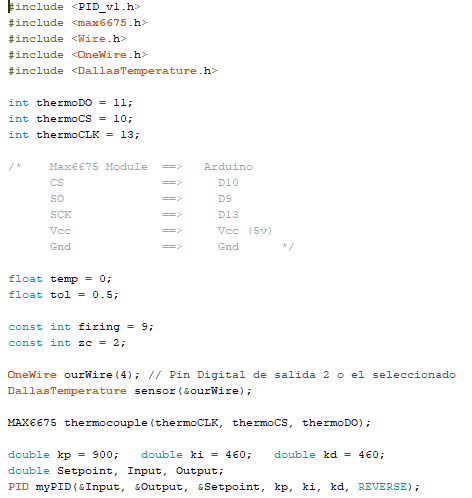 #include <PID_v1.h>
#include <max6675.h>
#include <Wire.h>
#include <OneWire.h>
#include <DallasTemperature.h>
int thermoDO = 11;
int thermoCS = 10;
int thermoCLK = 13;
/*    Max6675 Module  ==>   Arduino
      CS              ==>     D10
      SO              ==>     D9
      SCK             ==>     D13
      Vcc             ==>     Vcc (5v)
      Gnd             ==>     Gnd      */
float temp = 0;
float tol = 0.5;
const int firing = 9;
const int zc = 2;
OneWire ourWire(4); // Pin Digital de salida 2 o el seleccionado
DallasTemperature sensor(&ourWire);
MAX6675 thermocouple(thermoCLK, thermoCS, thermoDO);
double kp = 900;   double ki = 460;   double kd = 460;
double Setpoint, Input, Output;
PID myPID(&Input, &Output, &Setpoint, kp, ki, kd, REVERSE);